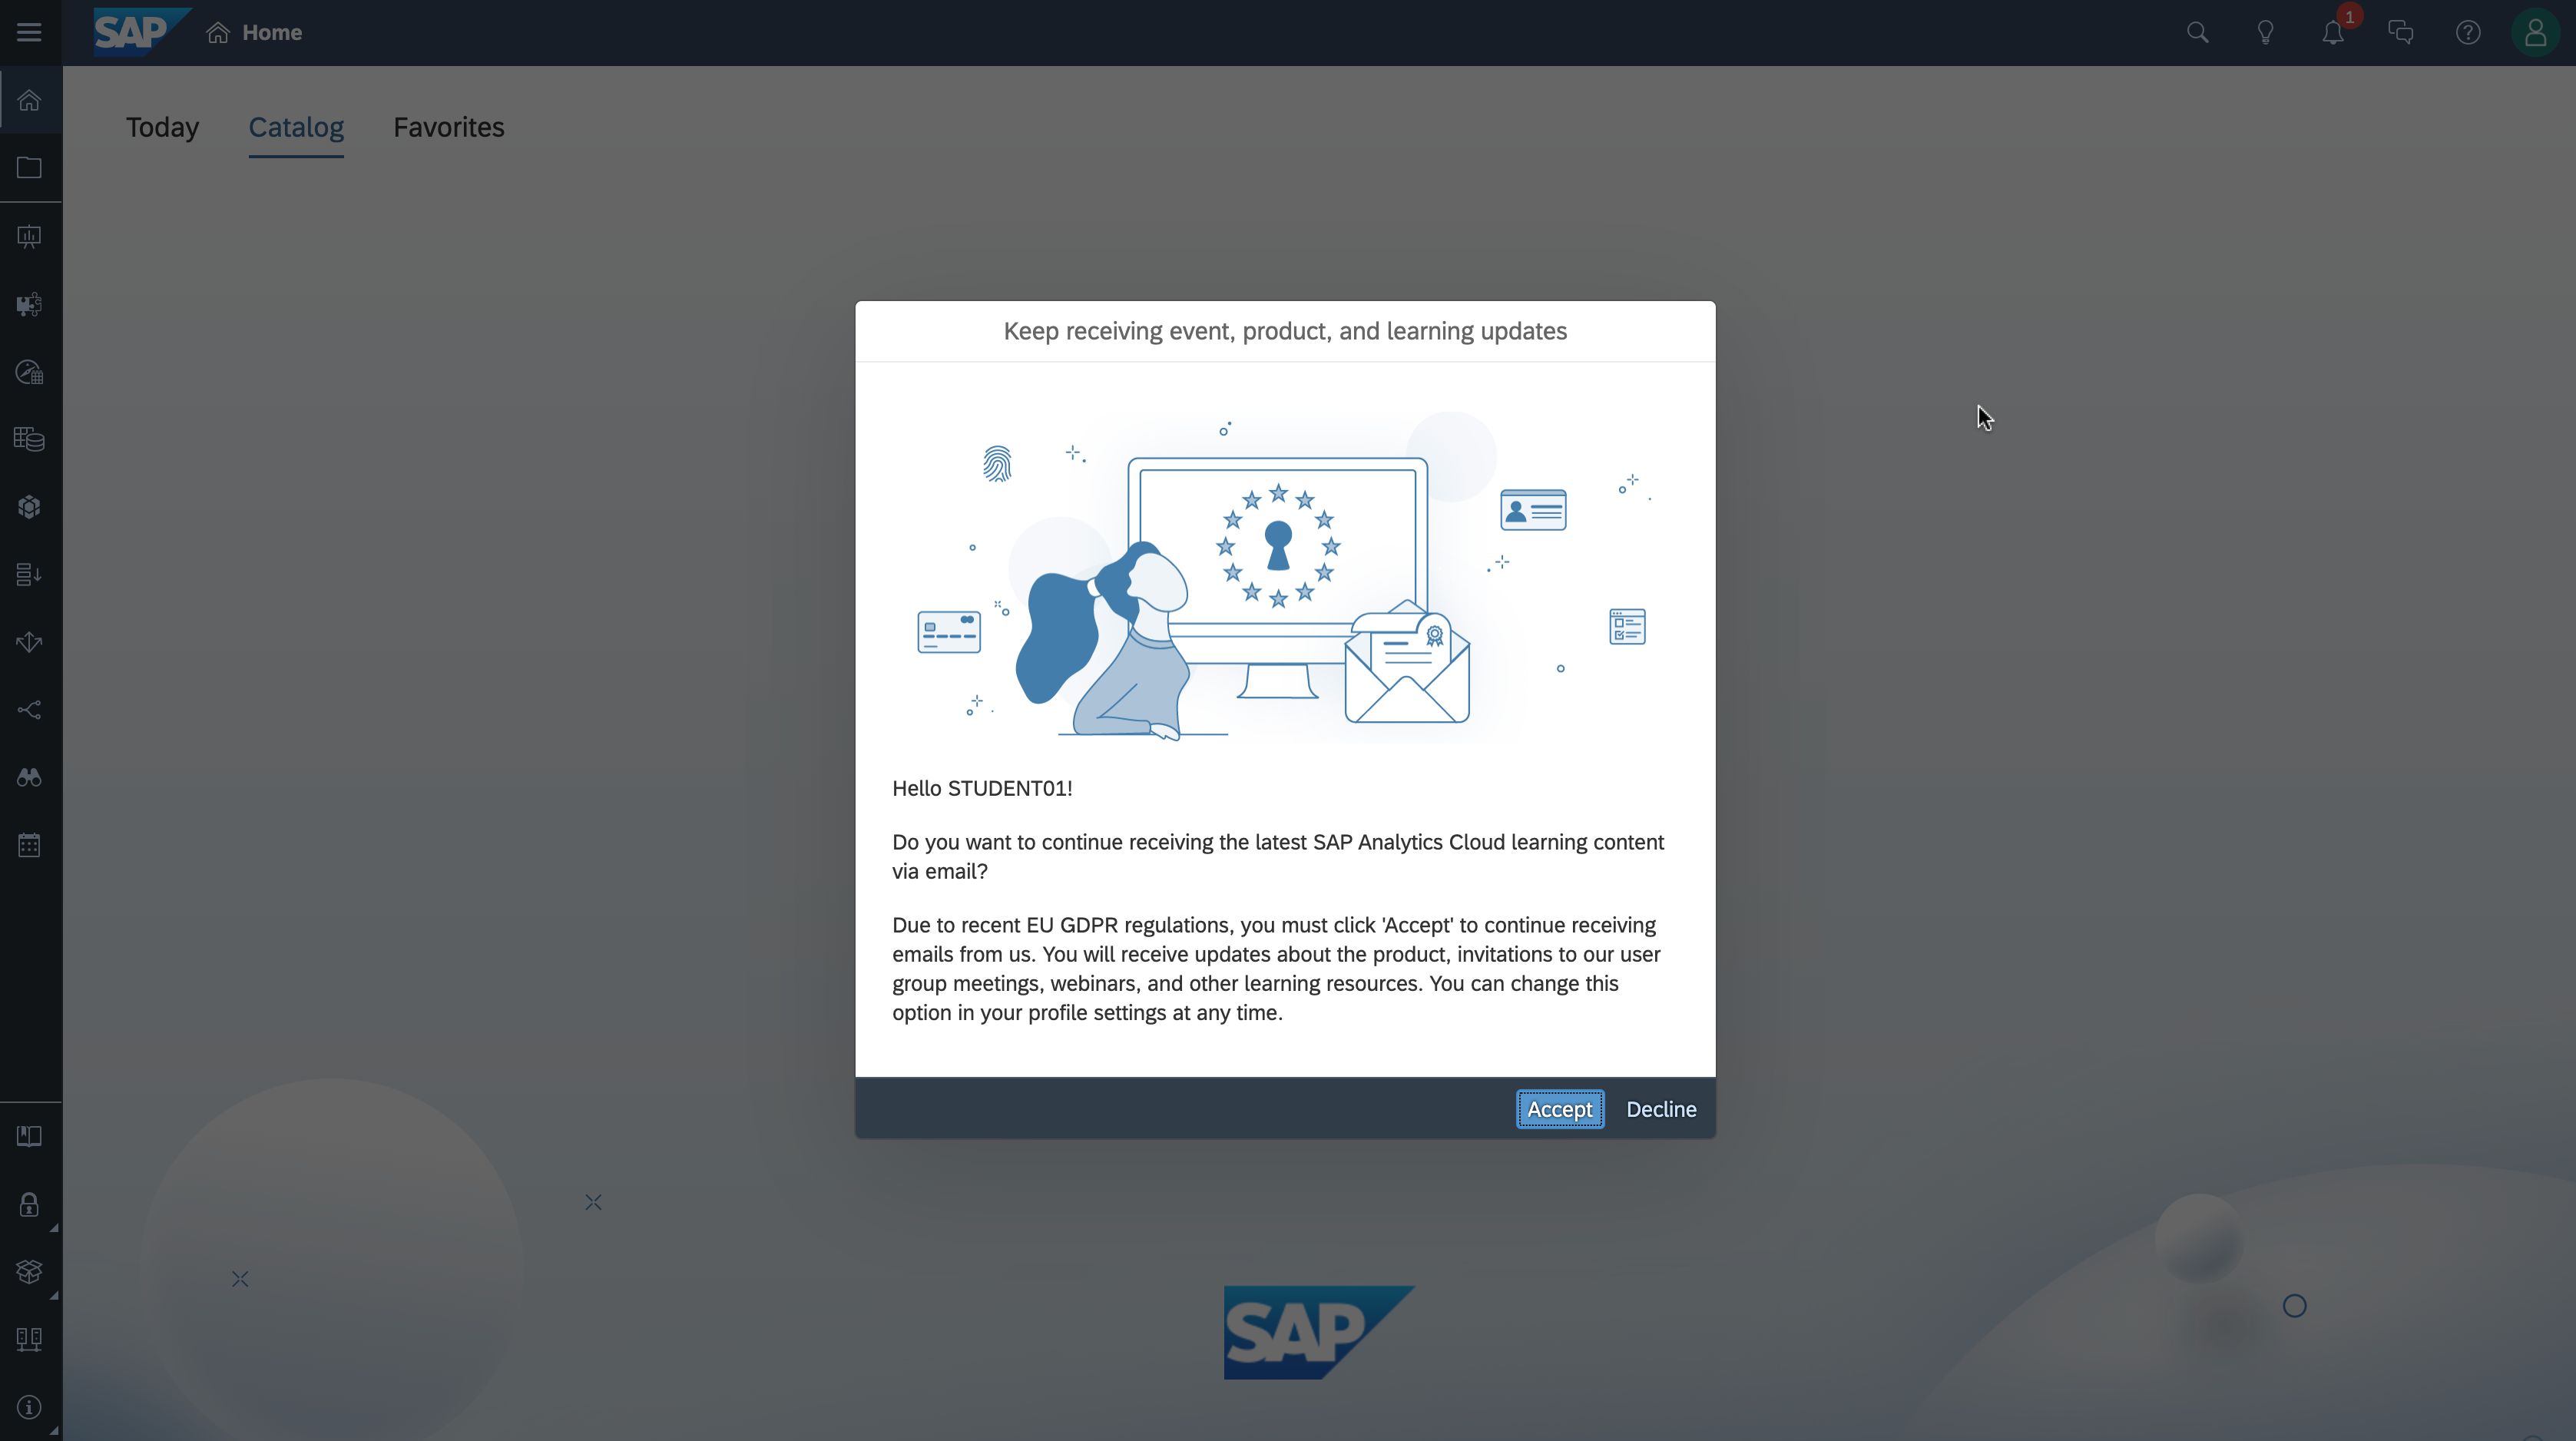 SAP
Home
1
Today
Catalog
Favorites
Keep receiving event, product, and learning updates
Hello STUDENT01!
Do you want to continue receiving the latest SAP Analytics Cloud learning content
via email?
Due to recent EU GDPR regulations, you must click 'Accept' to continue receiving
emails from us. You will receive updates about the product, invitations to our user
group meetings, webinars, and other learning resources. You can change this
option in your profile settings at any time.
Accept
Decline
SAP